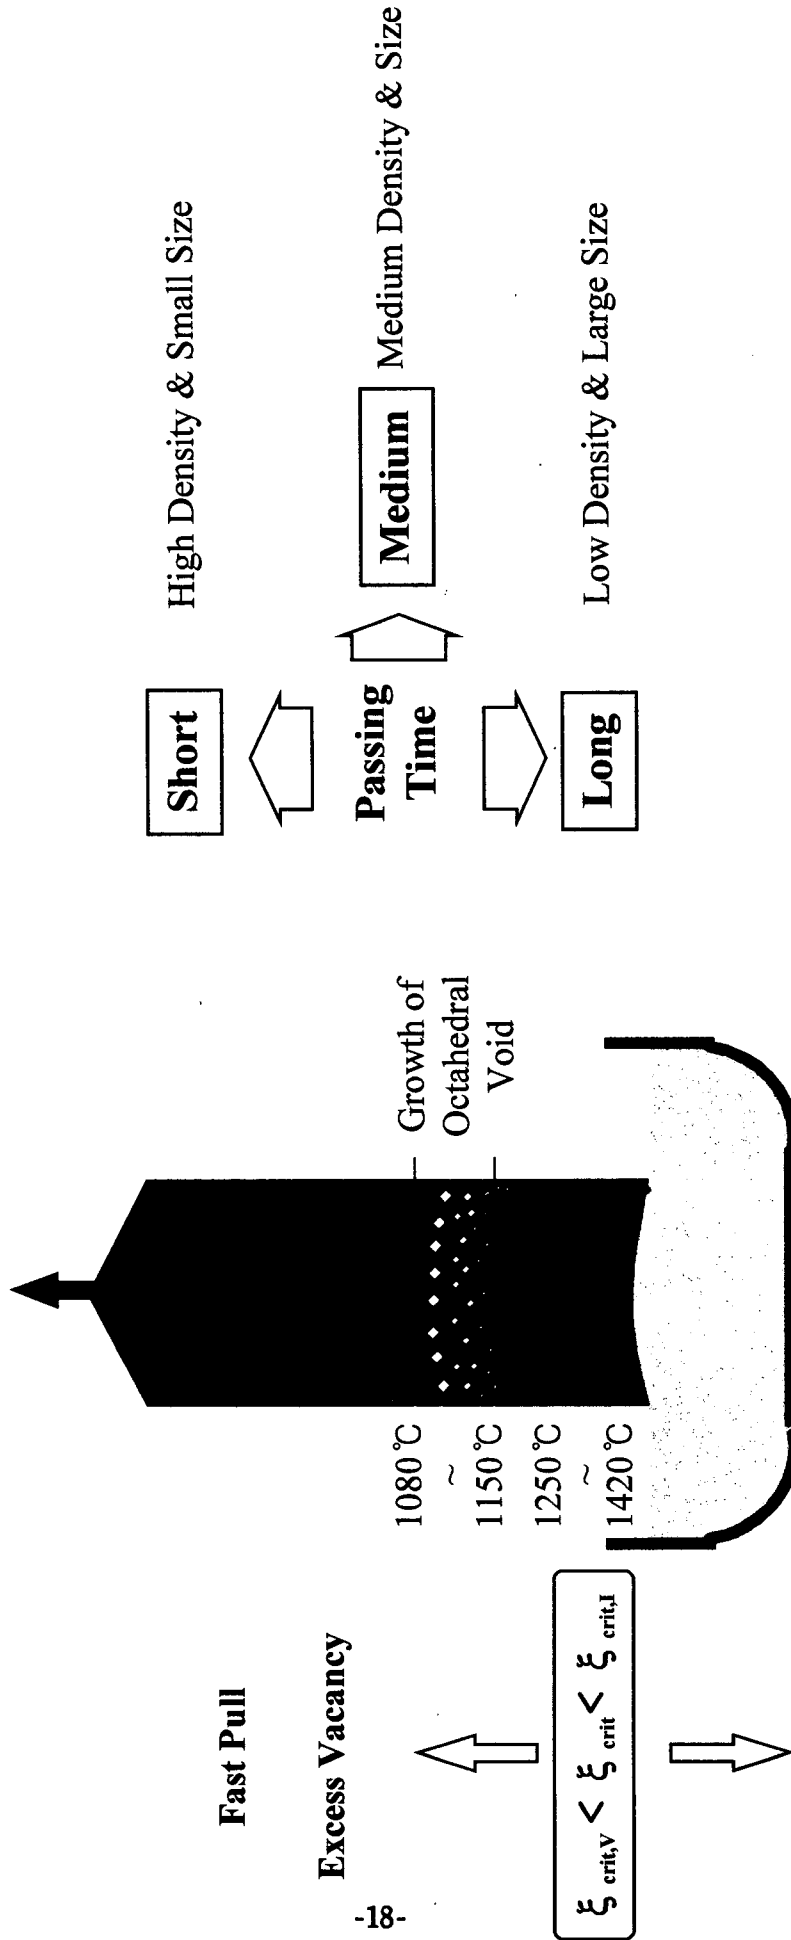 Fast Pull
Excess Vacancy
ξ crit,V < ξ crit < ξ crit,I
1080℃
~
1150℃
1250℃
~
1420℃
Growth of
Octahedral
Void
Short
High Density & Small Size
Passing
Time
Medium
Medium Density & Size
Long
Low Density & Large Size
-18-